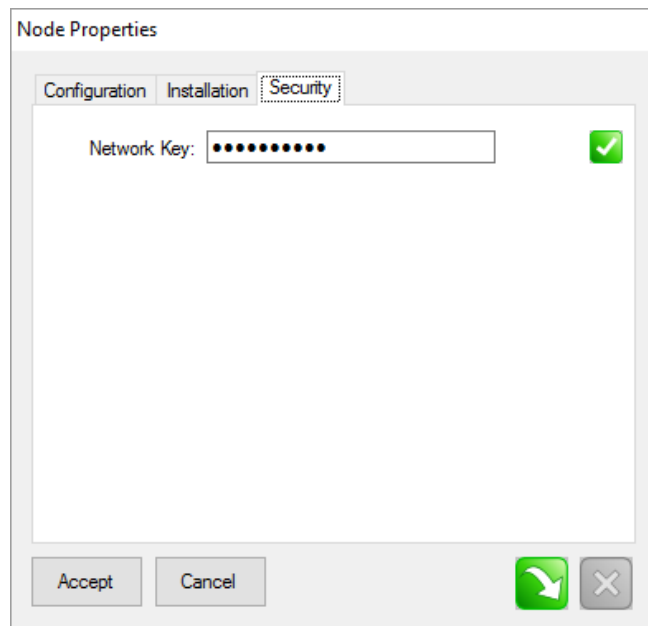 Node Properties
Configuration Installation Security
Network Key: ••••••••••
Accept Cancel